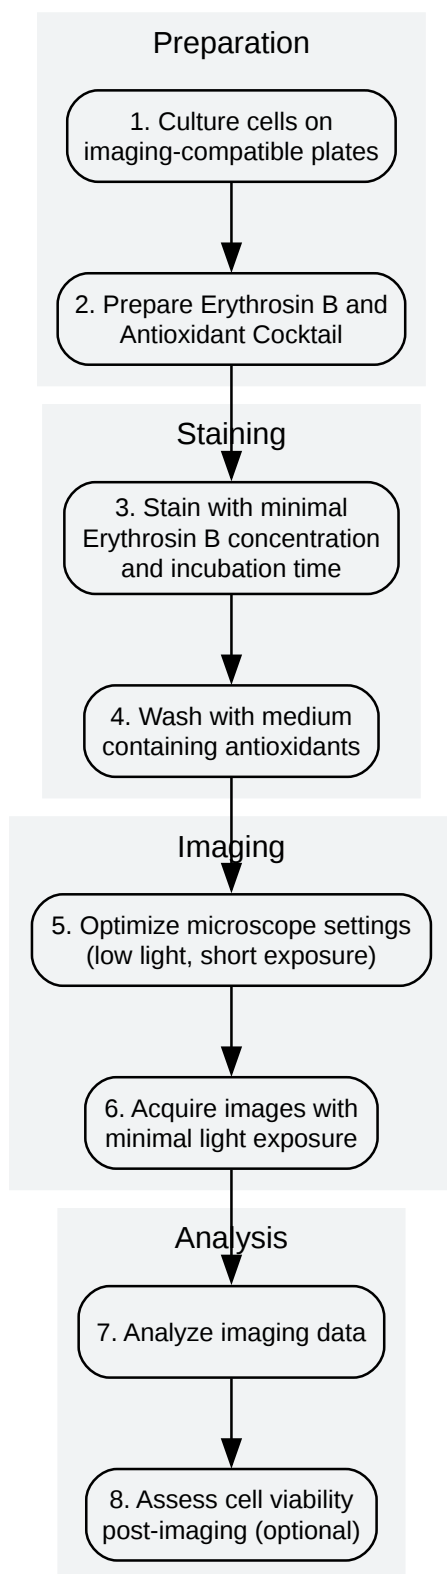 Preparation
1. Culture cells on
imaging-compatible plates
2. Prepare Erythrosin B and
Antioxidant Cocktail
Staining
3. Stain with minimal
Erythrosin B concentration
and incubation time
4. Wash with medium
containing antioxidants
Imaging
5. Optimize microscope settings
(low light, short exposure)
6. Acquire images with
minimal light exposure
Analysis
7. Analyze imaging data
8. Assess cell viability
post-imaging (optional)